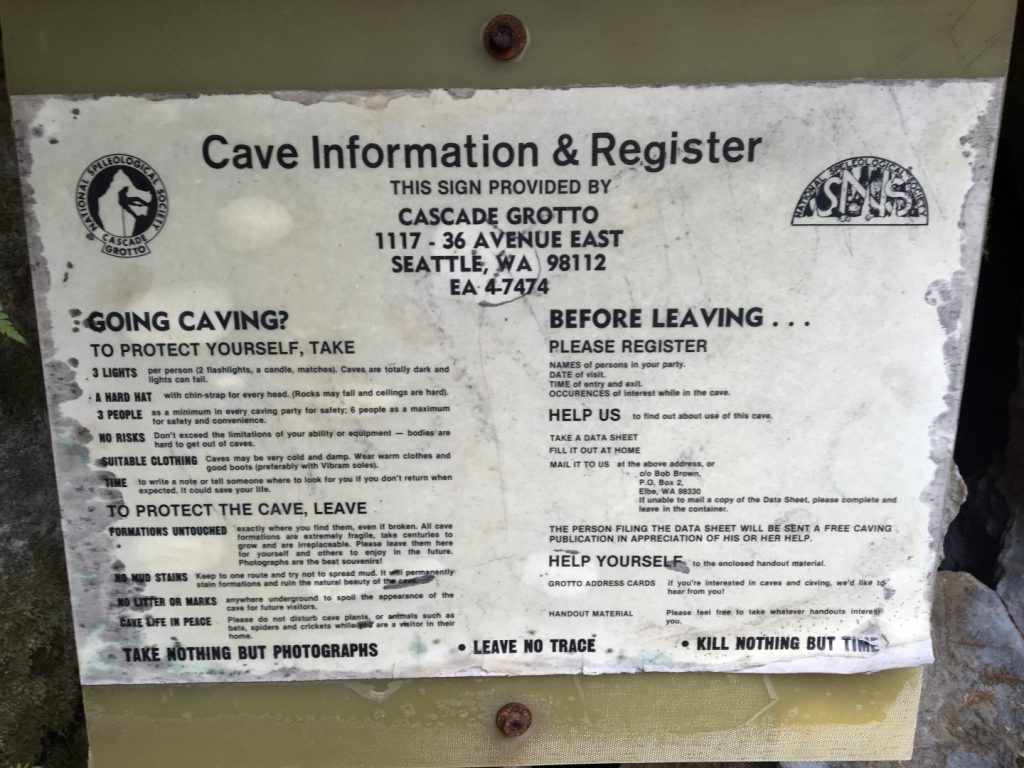 Cave Information & Register
THIS SIGN PROVIDED BY
CASCADE GROTTO
1117 - 36 AVENUE EAST
SEATTLE, WA 98112
EA 4-7474
NATIONAL SPELEOLOGICAL SOCIETY
CASCADE
GROTTO
NATIONAL SPELEOLOGICAL SOCIETY
GOING CAVING?
TO PROTECT YOURSELF, TAKE
3 LIGHTS per person (2 flashlights, a candle, matches). Caves are totally dark and
lights can fail.
A HARD HAT with chin-strap for every head. (Rocks may fall and ceilings are hard).
3 PEOPLE as a minimum in every caving party for safety; 6 people as a maximum
for safety and convenience.
NO RISKS Don't exceed the limitations of your ability or equipment — bodies are
hard to get out of caves.
SUITABLE CLOTHING Caves may be very cold and damp. Wear warm clothes and
good boots (preferably with Vibram soles).
TIME to write a note or tell someone where to look for you if you don't return when
expected. It could save your life.
TO PROTECT THE CAVE, LEAVE
FORMATIONS UNTOUCHED exactly where you find them, even if broken. All cave
formations are extremely fragile, take centuries to
grow and are irreplaceable. Please leave them here
for yourself and others to enjoy in the future.
Photographs are the best souvenirs!
NO MUD STAINS Keep to one route and try not to spread mud. It will permanently
stain formations and ruin the natural beauty of the cave.
NO LITTER OR MARKS anywhere underground to spoil the appearance of the
cave for future visitors.
CAVE LIFE IN PEACE Please do not disturb cave plants, or animals such as
bats, spiders and crickets while you are a visitor in their
home.
BEFORE LEAVING . . .
PLEASE REGISTER
NAMES of persons in your party.
DATE of visit.
TIME of entry and exit.
OCCURENCES of interest while in the cave.
HELP US to find out about use of this cave.
TAKE A DATA SHEET
FILL IT OUT AT HOME
MAIL IT TO US at the above address, or
c/o Bob Brown,
P.O. Box 2,
Elbe, WA 98330
If unable to mail a copy of the Data Sheet, please complete and
leave in the container.
THE PERSON FILING THE DATA SHEET WILL BE SENT A FREE CAVING
PUBLICATION IN APPRECIATION OF HIS OR HER HELP.
HELP YOURSELF to the enclosed handout material.
GROTTO ADDRESS CARDS if you're interested in caves and caving, we'd like to
hear from you!
HANDOUT MATERIAL Please feel free to take whatever handouts interest
you.
TAKE NOTHING BUT PHOTOGRAPHS • LEAVE NO TRACE • KILL NOTHING BUT TIME